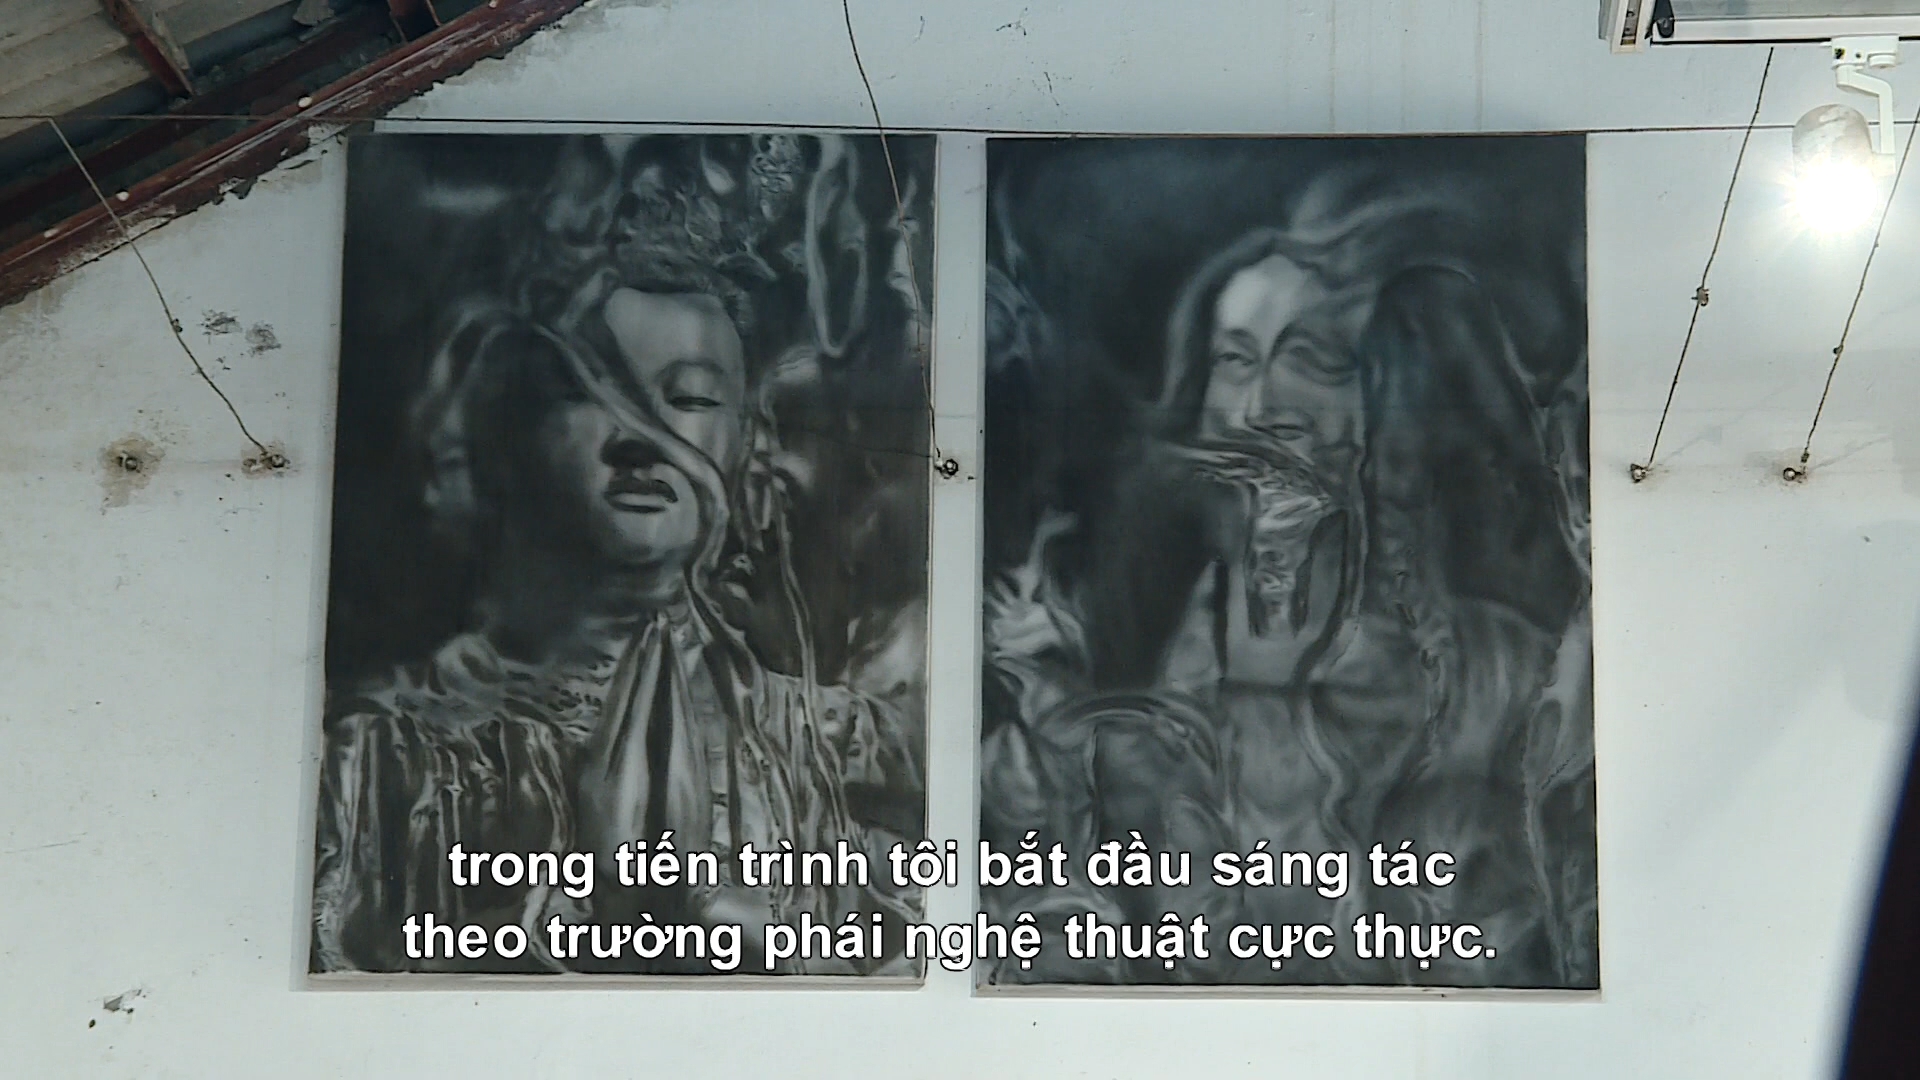 trong tiến trình tôi bắt đầu sáng tác
theo trường phái nghệ thuật cực thực.